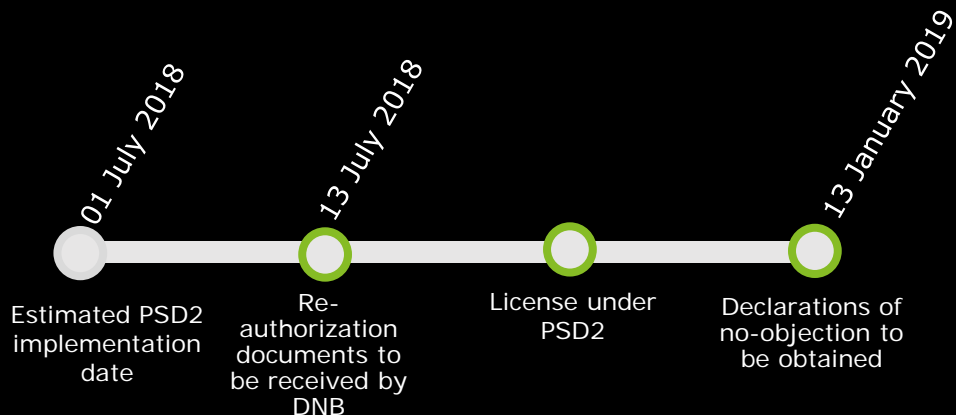 01 July 2018
13 July 2018
13 January 2019
Estimated PSD2
implementation
date
Re-
authorization
documents to
be received by
DNB
License under
PSD2
Declarations of
no-objection to
be obtained